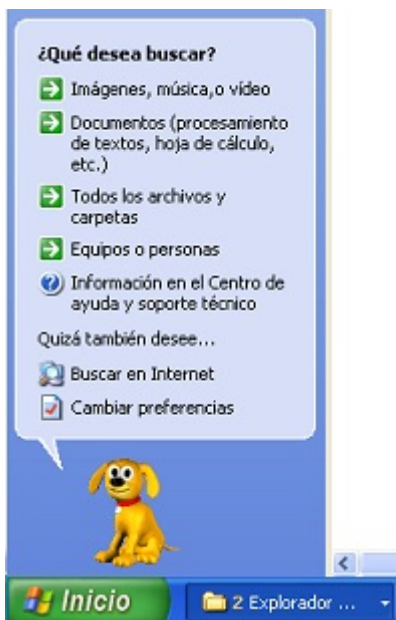 ¿Qué desea buscar?
Imágenes, música,o vídeo
Documentos (procesamiento
de textos, hoja de cálculo,
etc.)
Todos los archivos y
carpetas
Equipos o personas
Información en el Centro de
ayuda y soporte técnico
Quizá también desee...
Buscar en Internet
Cambiar preferencias
Inicio
2 Explorador ...